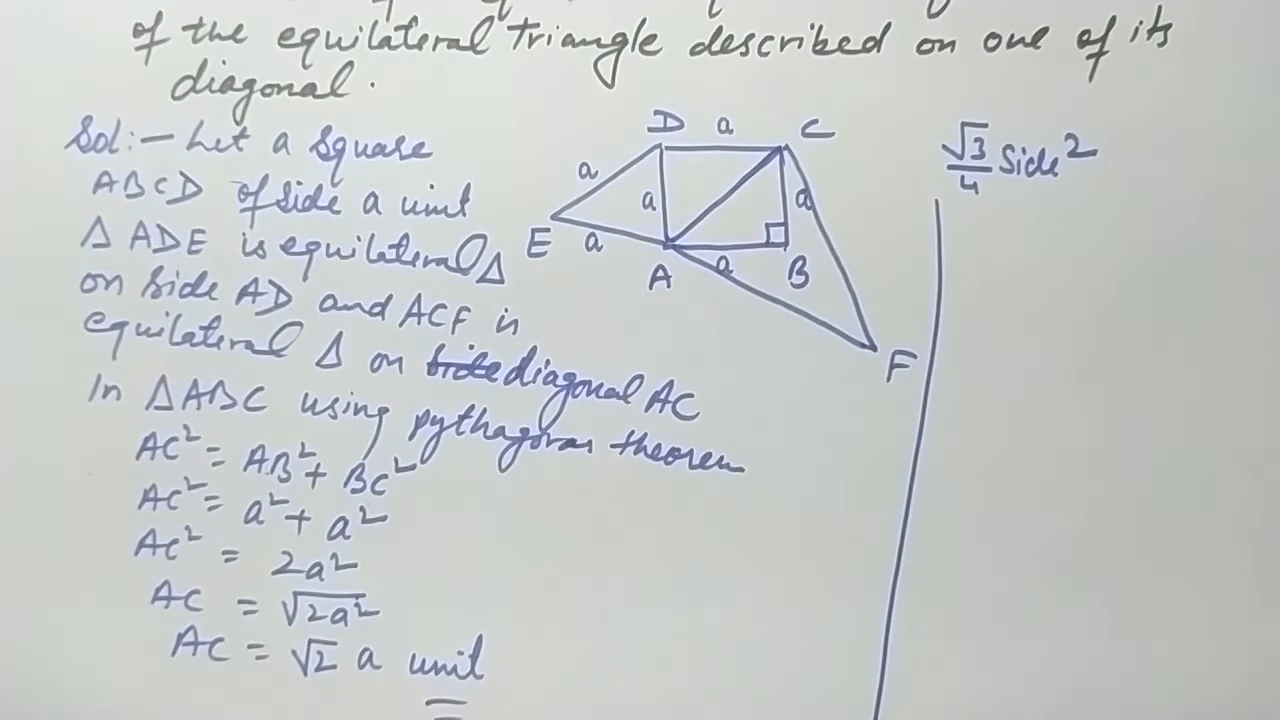 of the equilateral triangle described on one of its
diagonal.
Sol:- Let a square
ABCD of side a unit
Δ ADE is equilateral Δ
on side AD and ACF is
equilateral Δ on side diagonal AC
In ΔABC using pythagoras theorem
AC² = AB² + BC²
AC² = a² + a²
AC² = 2a²
AC = √2a²
AC = √2 a unit
D a C
a a a
E a A a B
F
√3/4 Side²